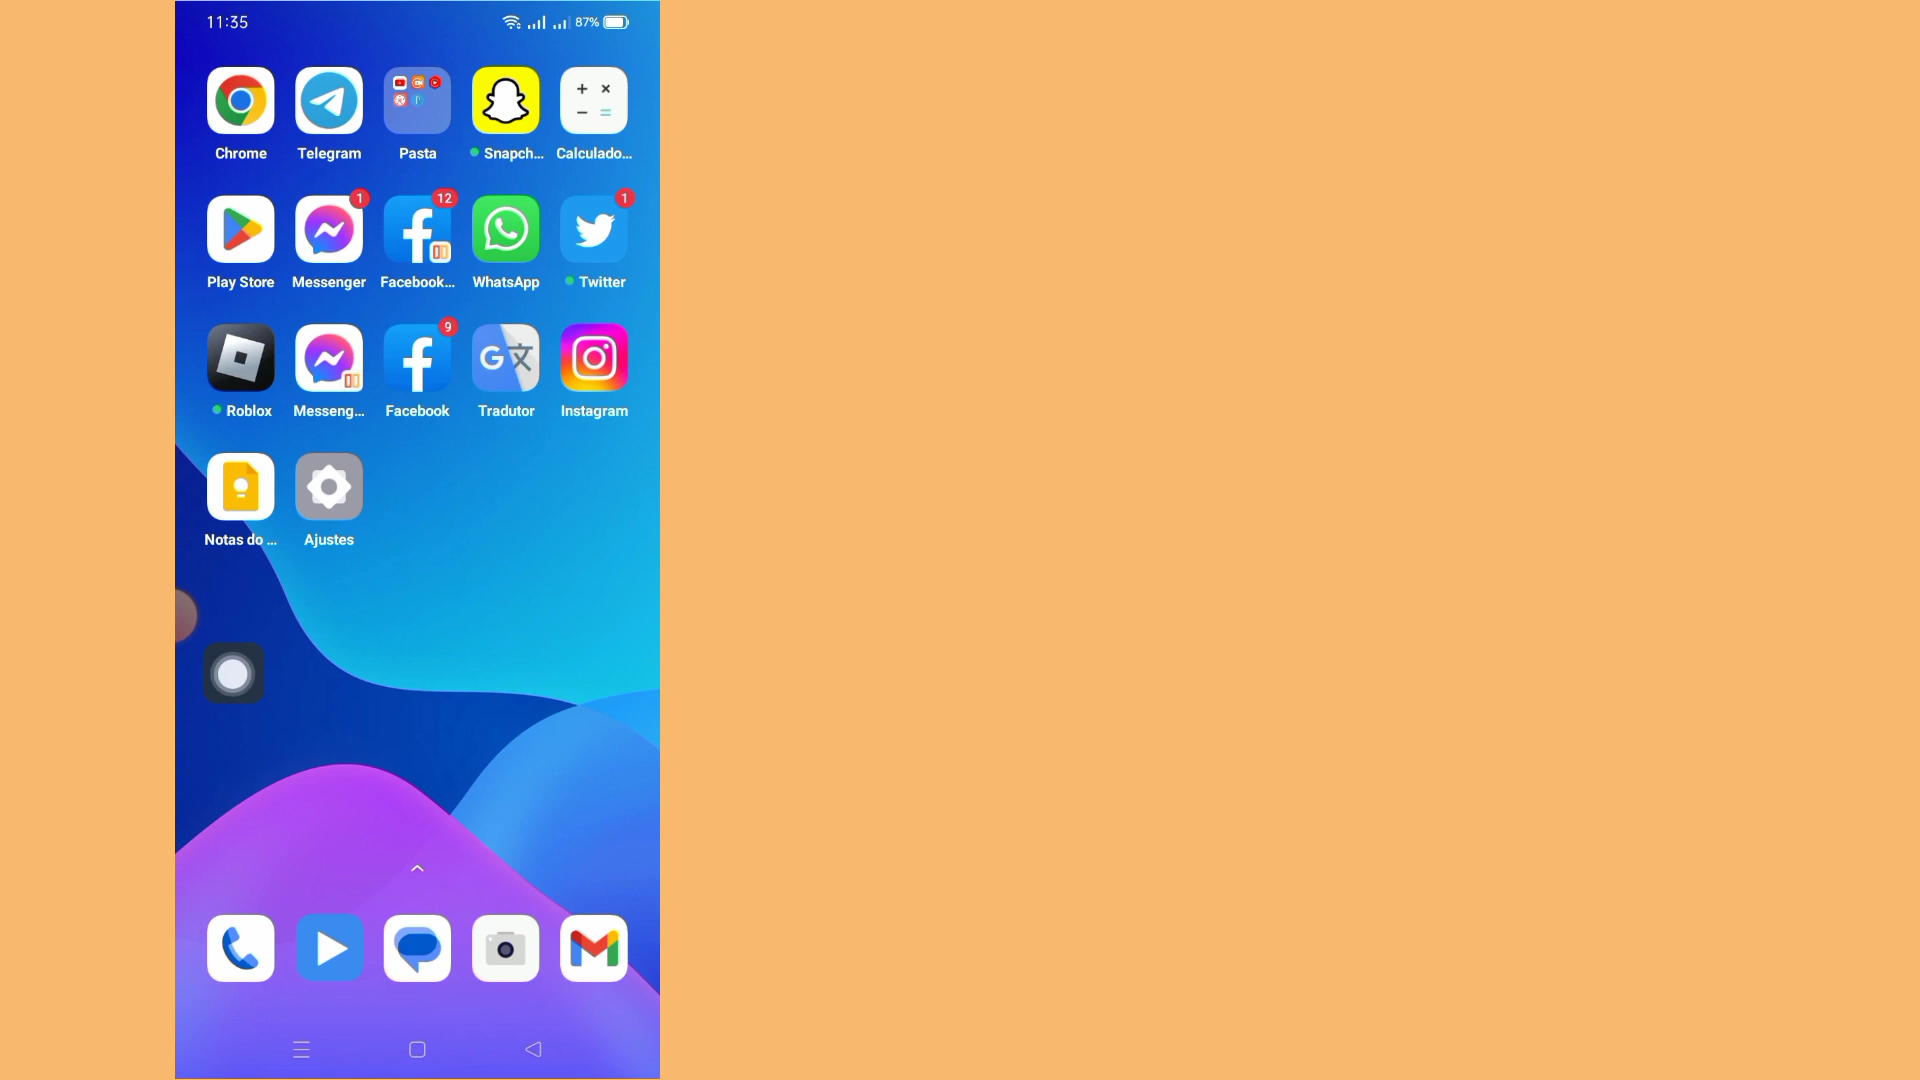 11:35
87%
Chrome
Telegram
Pasta
Snapch...
Calculado...
1
12
1
Play Store
Messenger
Facebook...
WhatsApp
Twitter
9
Roblox
Messeng...
Facebook
Tradutor
Instagram
Notas do ...
Ajustes